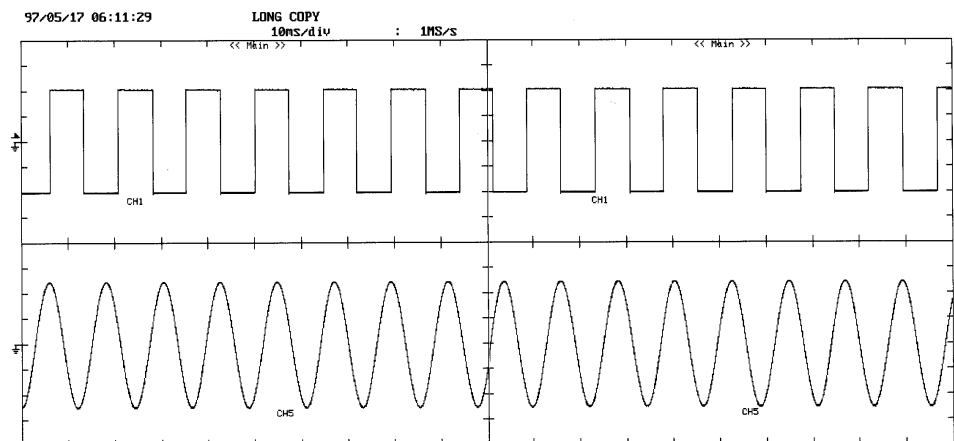 97/05/17 06:11:29 LONG COPY
10ms/div : 1MS/s
<< Main >> << Main >>
CH1 CH1
CH5 CH5